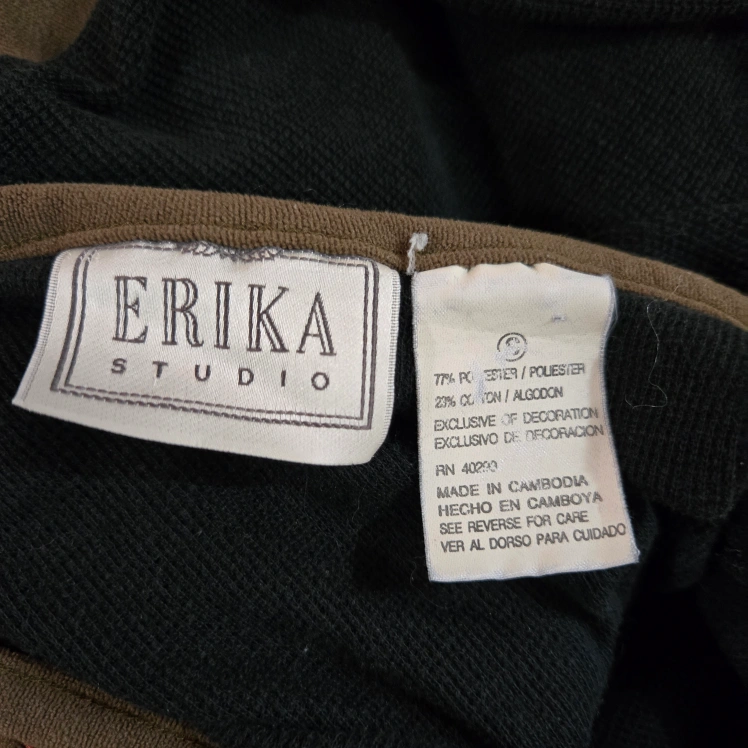 ERIKA
STUDIO
S
77% POLYESTER / POLIESTER
23% COTTON / ALGODON
EXCLUSIVE OF DECORATION
EXCLUSIVO DE DECORACION
RN
MADE IN CAMBODIA
HECHO EN CAMBOYA
SEE REVERSE FOR CARE
VER AL DORSO PARA CUIDADO